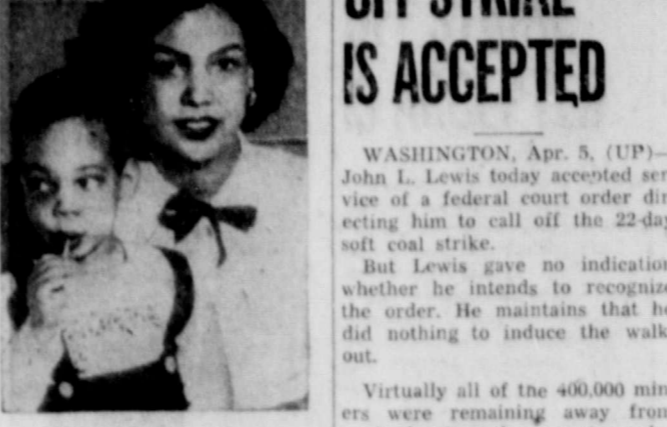 OFF STRIKE
IS ACCEPTED
WASHINGTON, Apr. 5, (UP)—
John L. Lewis today accepted ser
vice of a federal court order dir
ecting him to call off the 22-day
soft coal strike.
But Lewis gave no indication
whether he intends to recognize
the order. He maintains that he
did nothing to induce the walk
out.
Virtually all of tne 400,000 min
ers were remaining away from